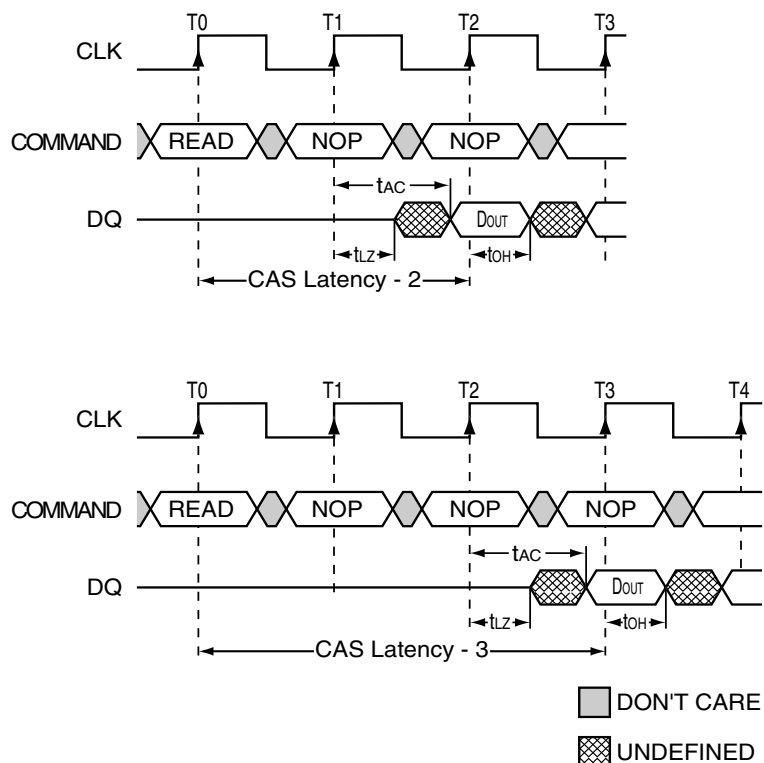 T0 T1 T2 T3
CLK
COMMAND READ NOP NOP
tAC
DQ DOUT
tLZ tOH
CAS Latency - 2
T0 T1 T2 T3 T4
CLK
COMMAND READ NOP NOP NOP
tAC
DQ DOUT
tLZ tOH
CAS Latency - 3
DON'T CARE
UNDEFINED